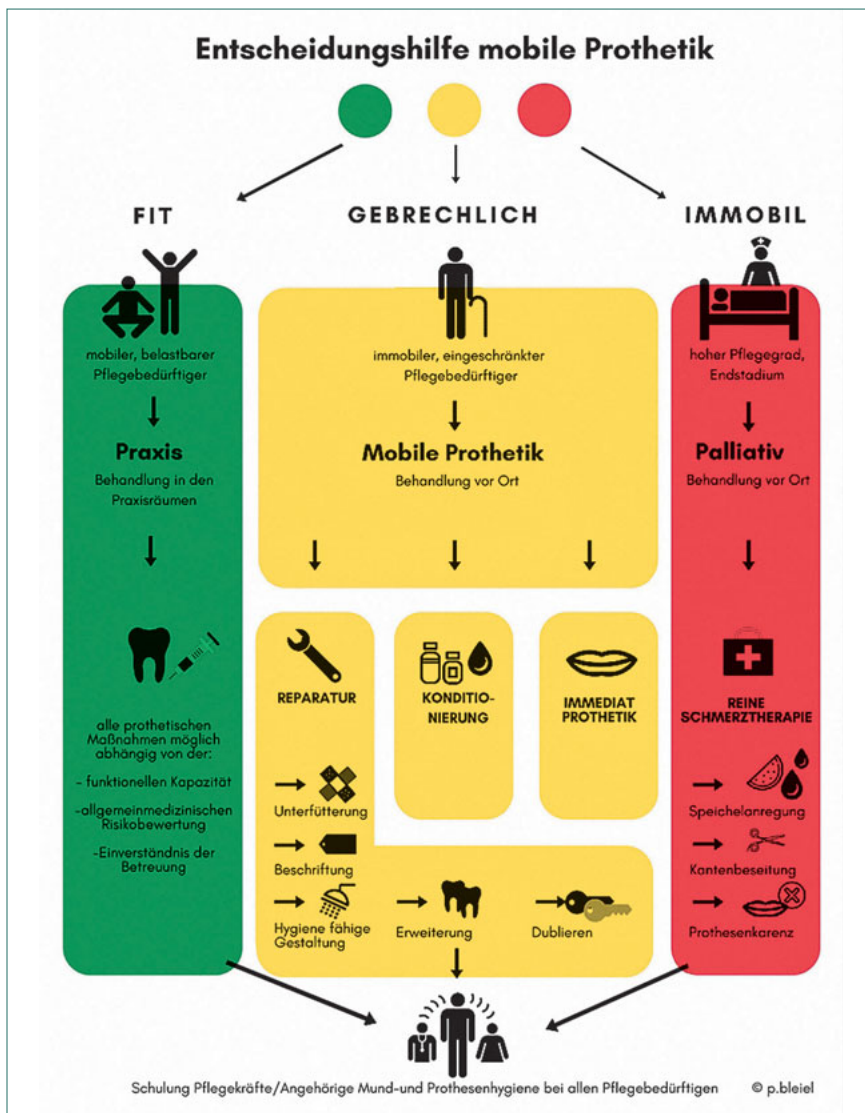 Entscheidungshilfe mobile Prothetik
FIT
mobiler, belastbarer
Pflegebedürftiger
Praxis
Behandlung in den
Praxisräumen
alle prothetischen
Maßnahmen möglich
abhängig von der:
- funktionellen Kapazität
-allgemeinmedizinischen
Risikobewertung
-Einverständnis der
Betreuung
GEBRECHLICH
immobiler, eingeschränkter
Pflegebedürftiger
Mobile Prothetik
Behandlung vor Ort
REPARATUR
Unterfütterung
Beschriftung
Hygiene fähige
Gestaltung
Erweiterung
Dublieren
KONDITIO-
NIERUNG
IMMEDIAT
PROTHETIK
IMMOBIL
hoher Pflegegrad,
Endstadium
Palliativ
Behandlung vor Ort
REINE
SCHMERZTHERAPIE
Speichelanregung
Kantenbeseitung
Prothesenkarenz
Schulung Pflegekräfte/Angehörige Mund-und Prothesenhygiene bei allen Pflegebedürftigen © p.bleiel